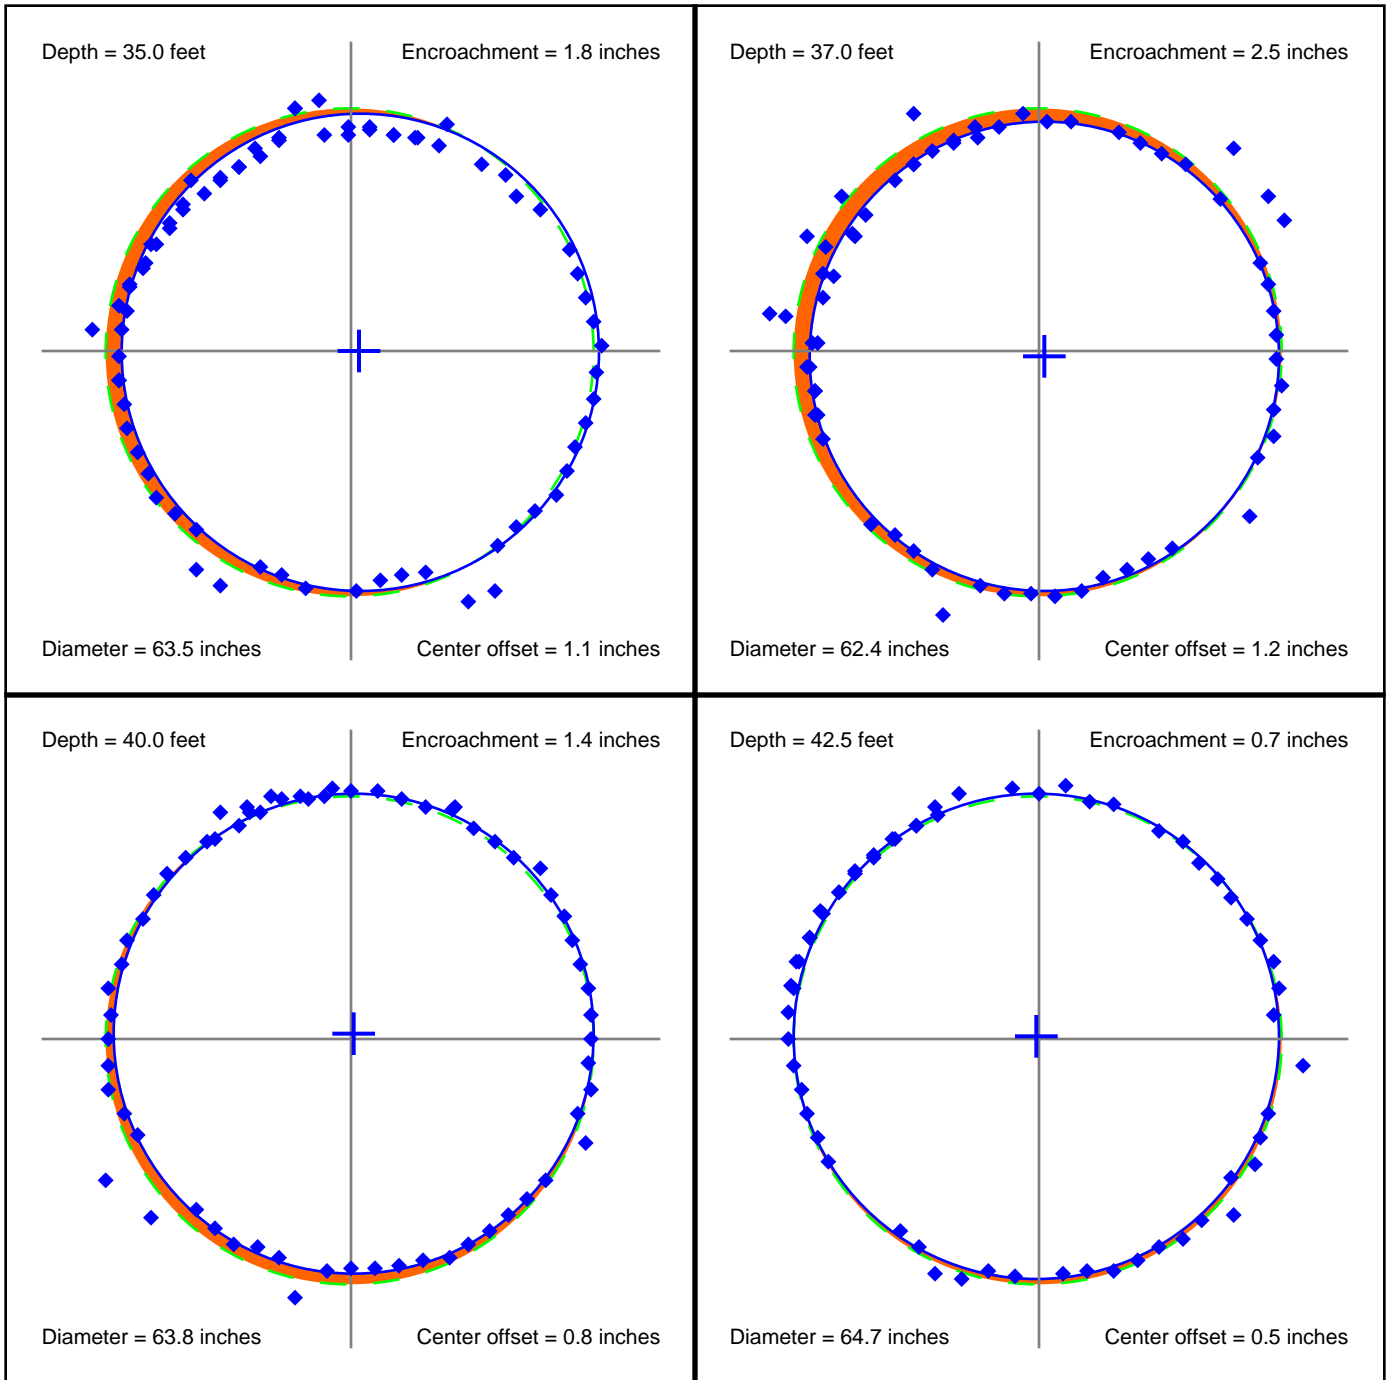 Depth = 35.0 feet
Encroachment = 1.8 inches
Diameter = 63.5 inches
Center offset = 1.1 inches
Depth = 37.0 feet
Encroachment = 2.5 inches
Diameter = 62.4 inches
Center offset = 1.2 inches
Depth = 40.0 feet
Encroachment = 1.4 inches
Diameter = 63.8 inches
Center offset = 0.8 inches
Depth = 42.5 feet
Encroachment = 0.7 inches
Diameter = 64.7 inches
Center offset = 0.5 inches